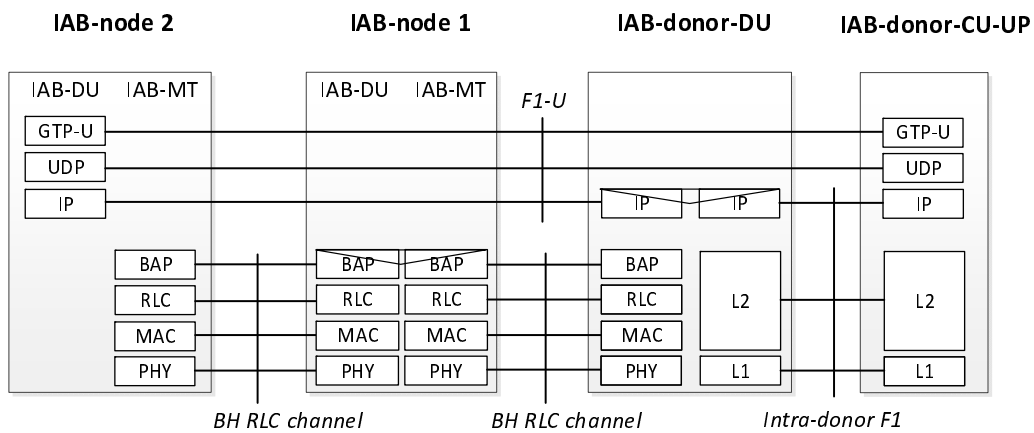 IAB-node 2 IAB-node 1 IAB-donor-DU IAB-donor-CU-UP
IAB-DU IAB-MT IAB-DU IAB-MT
F1-U
GTP-U GTP-U
UDP UDP
IP IP IP IP
BAP BAP BAP BAP
RLC RLC RLC RLC L2 L2
MAC MAC MAC MAC
PHY PHY PHY PHY L1 L1
BH RLC channel BH RLC channel Intra-donor F1